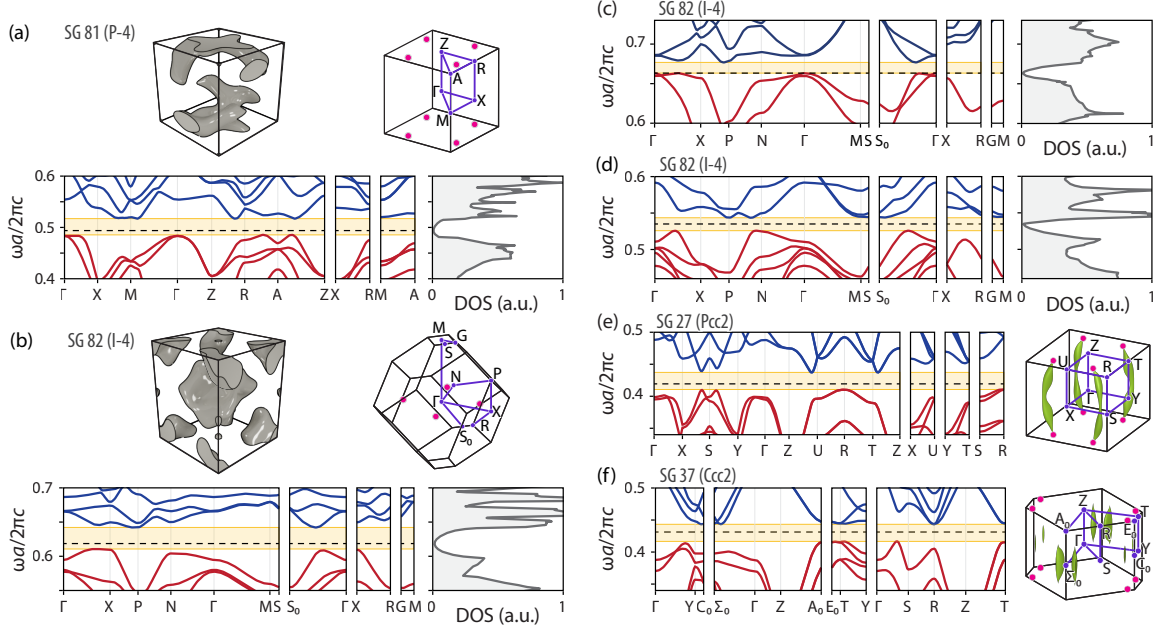 (a)
SG 81 (P-4)
Z
R
A
Γ
X
M
ωa/2πc
0.6
0.5
0.4
Γ X M Γ Z R A Z X R M A
0 1
DOS (a.u.)
(b)
SG 82 (I-4)
M
G
S
N
P
Γ
X
R
S₀
ωa/2πc
0.7
0.6
Γ X P N Γ M S S₀ Γ X R G M
0 1
DOS (a.u.)
(c)
SG 82 (I-4)
ωa/2πc
0.7
0.6
Γ X P N Γ M S S₀ Γ X R G M
0 1
DOS (a.u.)
(d)
SG 82 (I-4)
ωa/2πc
0.6
0.5
Γ X P N Γ M S S₀ Γ X R G M
0 1
DOS (a.u.)
(e)
SG 27 (Pcc2)
ωa/2πc
0.5
0.4
Γ X S Y Γ Z U R T Z X U Y T S R
Z
U
R
T
Γ
Y
X
S
(f)
SG 37 (Ccc2)
ωa/2πc
0.5
0.4
Γ Y C₀ Σ₀ Γ Z A₀ E₀ T Y Γ S R Z T
Z
T
A₀
R
E₀
Γ
Y
C₀
Σ₀
S